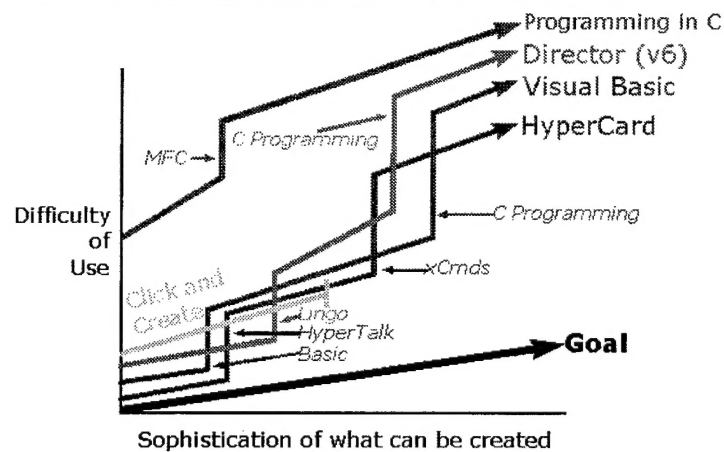 Programming in C
Director (v6)
Visual Basic
HyperCard
C Programming
MFC
Difficulty
of
Use
C Programming
xCmds
Click and
Create
Lingo
HyperTalk
Basic
Goal
Sophistication of what can be created